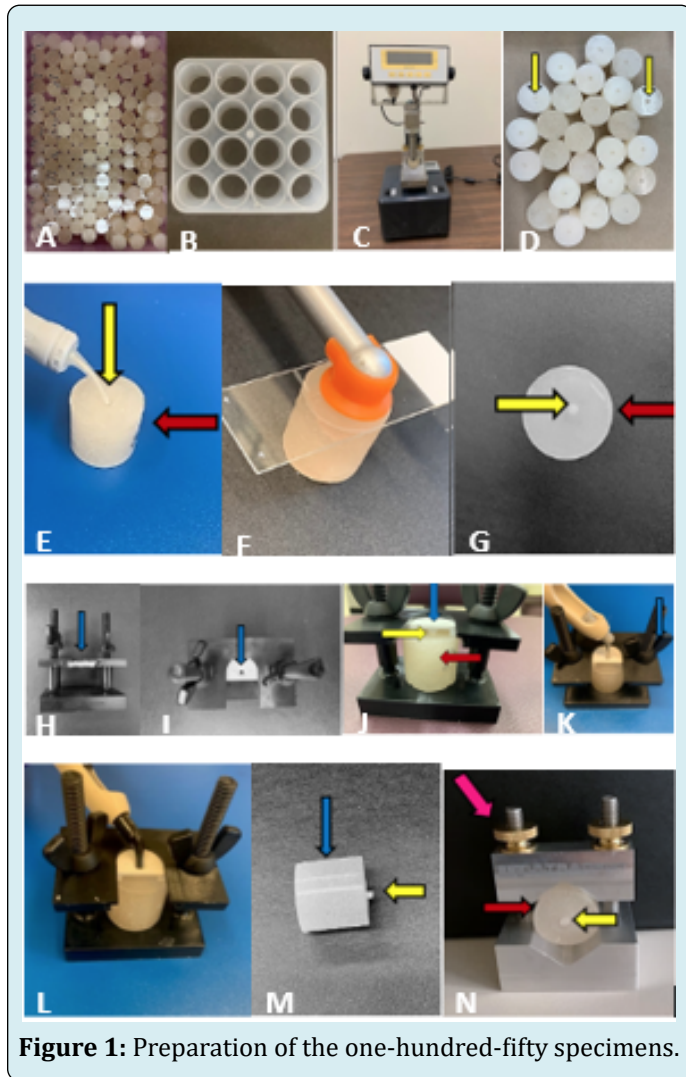 A B C D
E F G
H I J K
L M N
Figure 1: Preparation of the one-hundred-fifty specimens.